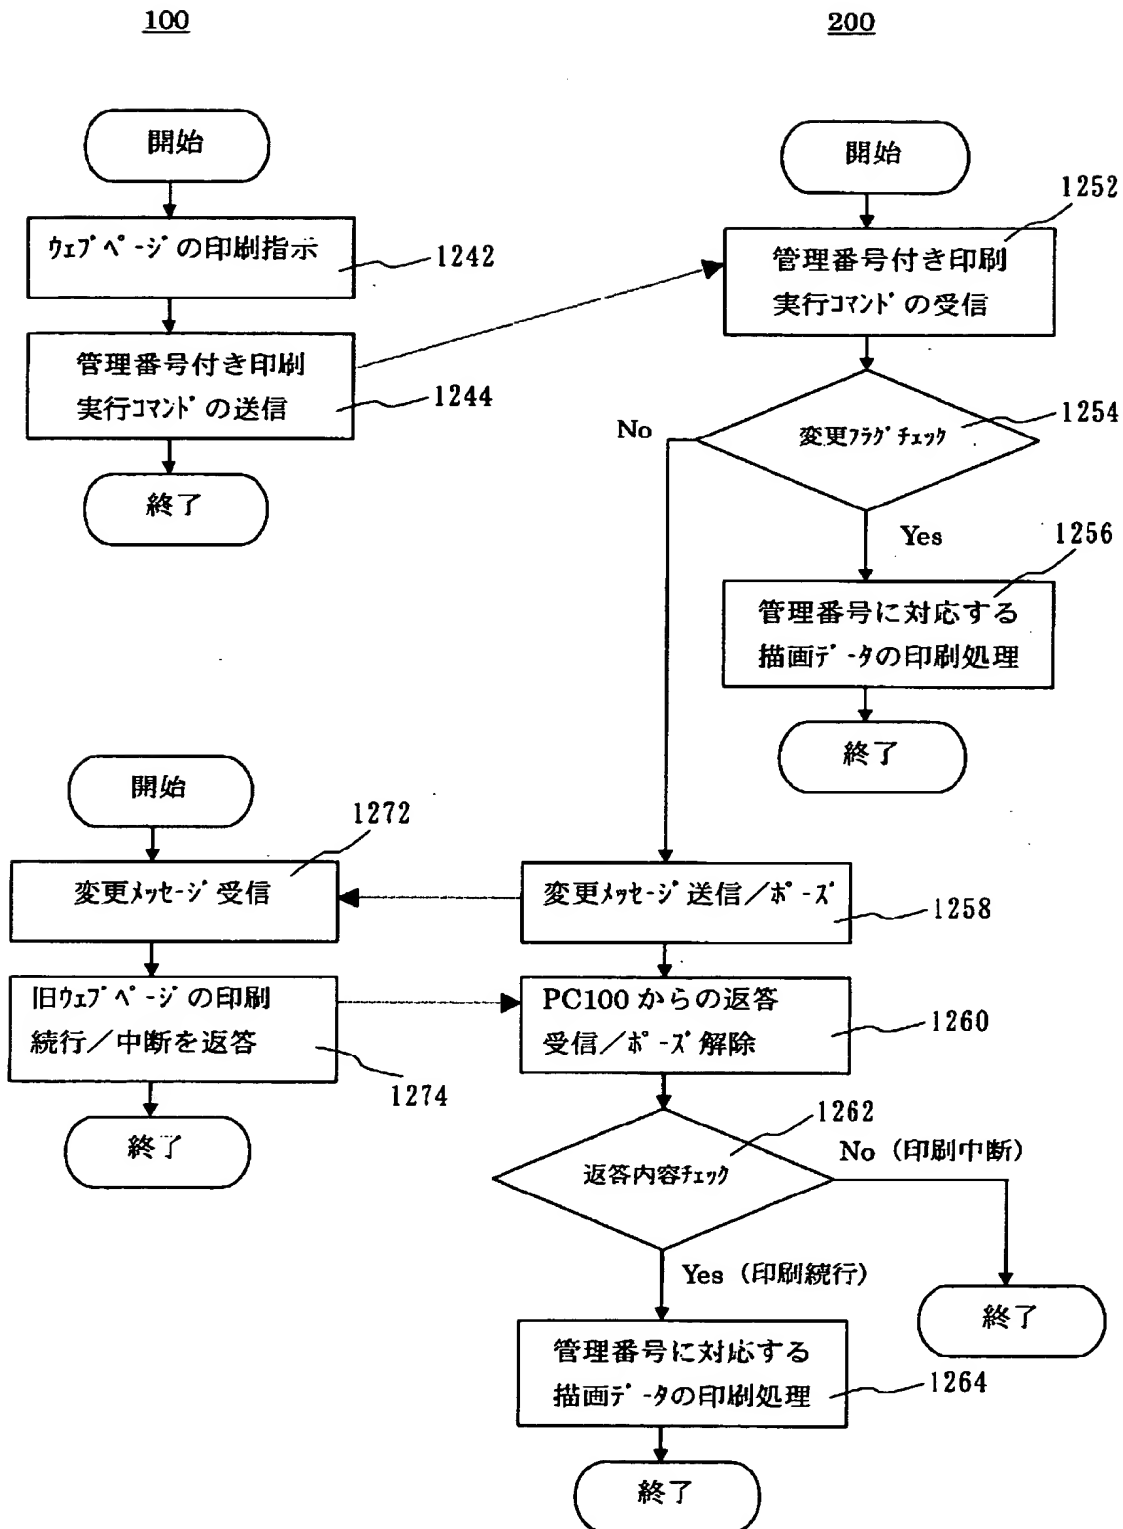 100
200
開始
ウェブページの印刷指示
1242
管理番号付き印刷
実行コマンドの送信
1244
終了
開始
1252
管理番号付き印刷
実行コマンドの受信
変更フラグチェック
1254
No
Yes
1256
管理番号に対応する
描画データの印刷処理
終了
開始
1272
変更メッセージ受信
変更メッセージ送信/ポーズ
1258
旧ウェブページの印刷
続行/中断を返答
1274
終了
PC100からの返答
受信/ポーズ解除
1260
1262
返答内容チェック
No(印刷中断)
Yes(印刷続行)
終了
管理番号に対応する
描画データの印刷処理
1264
終了